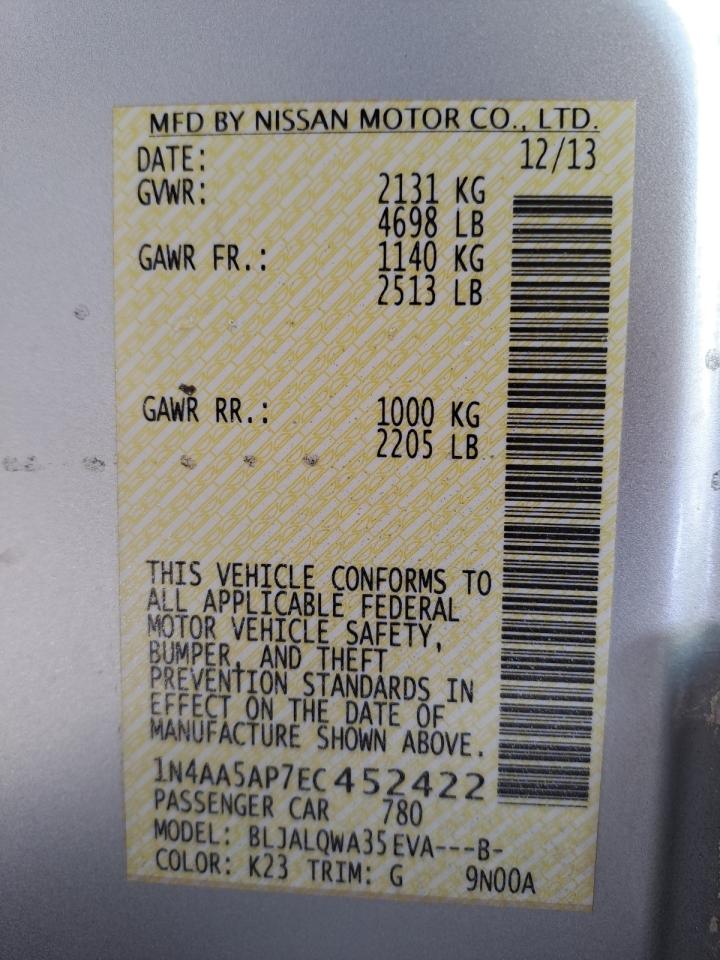 MFD BY NISSAN MOTOR CO., LTD.
DATE: 12/13
GVWR: 2131 KG
4698 LB
GAWR FR.: 1140 KG
2513 LB
GAWR RR.: 1000 KG
2205 LB
THIS VEHICLE CONFORMS TO
ALL APPLICABLE FEDERAL
MOTOR VEHICLE SAFETY,
BUMPER, AND THEFT
PREVENTION STANDARDS IN
EFFECT ON THE DATE OF
MANUFACTURE SHOWN ABOVE.
1N4AA5AP7EC452422
PASSENGER CAR 780
MODEL: BLJALQWA35EVA---B-
COLOR: K23 TRIM: G 9N00A